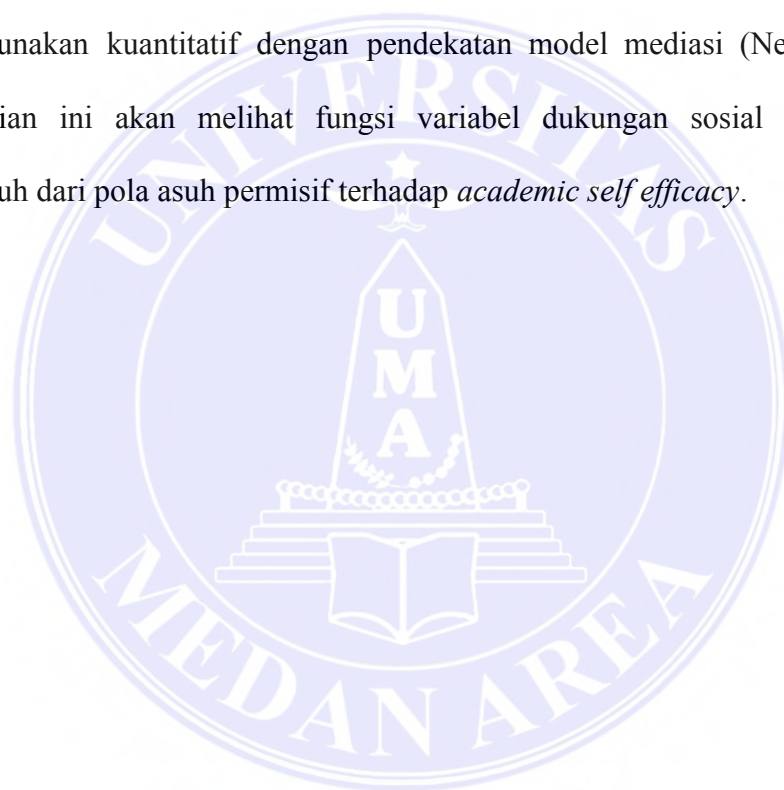 unakan kuantitatif dengan pendekatan model mediasi (Ne
ian ini akan melihat fungsi variabel dukungan sosial
uh dari pola asuh permisif terhadap academic self efficacy.
UNIVERSITAS
U
M
A
MEDAN AREA